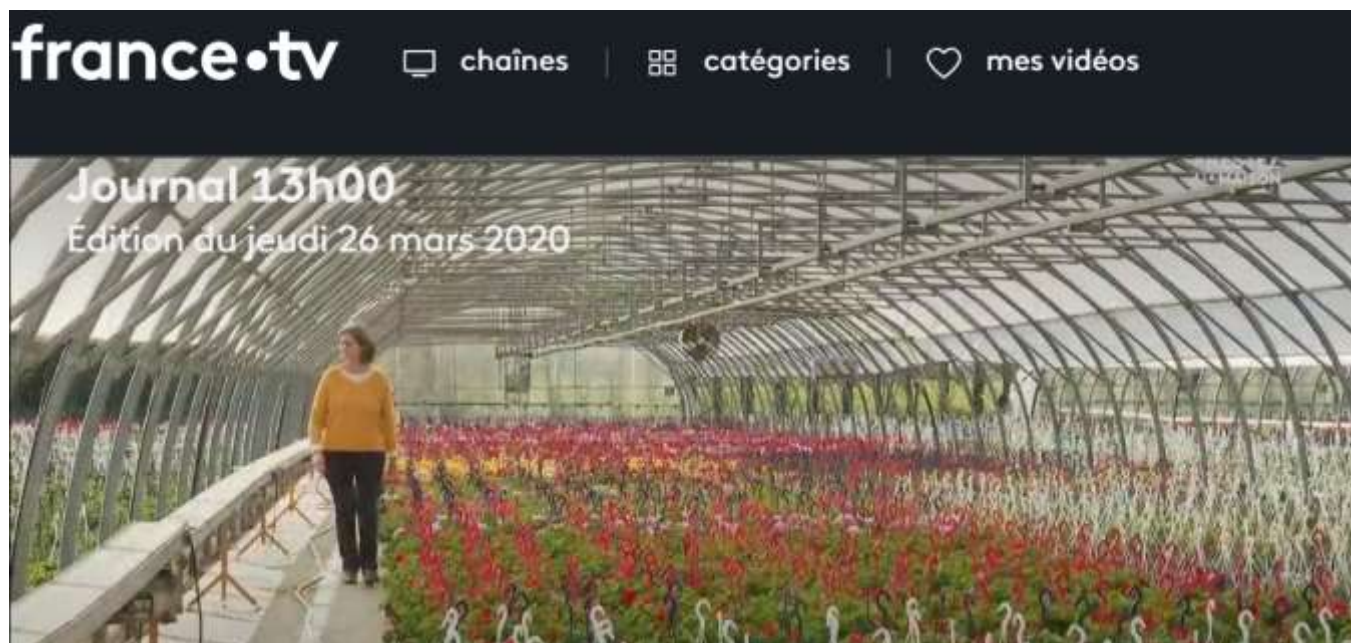 france•tv
chaînes | catégories | mes vidéos
Journal 13h00
Édition du jeudi 26 mars 2020